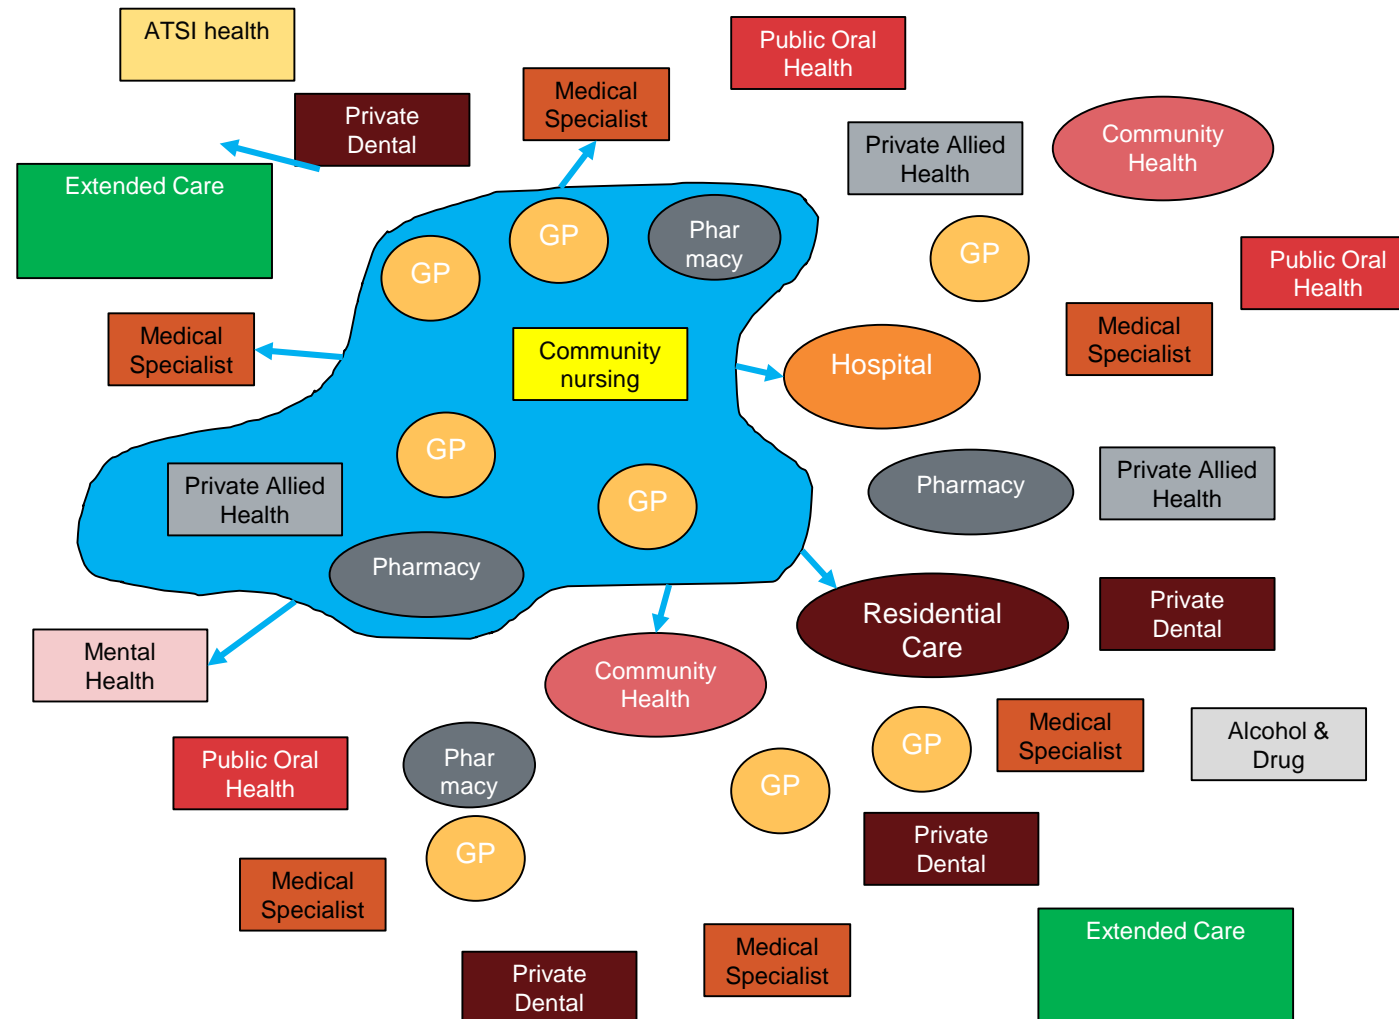 ATSI health
Public Oral
Health
Medical
Specialist
Private
Dental
Private Allied
Health
Community
Health
Extended Care
GP
Phar
macy
GP
GP
Public Oral
Health
Medical
Specialist
Community
nursing
Hospital
Medical
Specialist
GP
Private Allied
Health
GP
Pharmacy
Private Allied
Health
Pharmacy
Residential
Care
Private
Dental
Mental
Health
Community
Health
Public Oral
Health
Phar
macy
GP
GP
Medical
Specialist
Alcohol &
Drug
GP
Private
Dental
Medical
Specialist
Medical
Specialist
Extended Care
Private
Dental